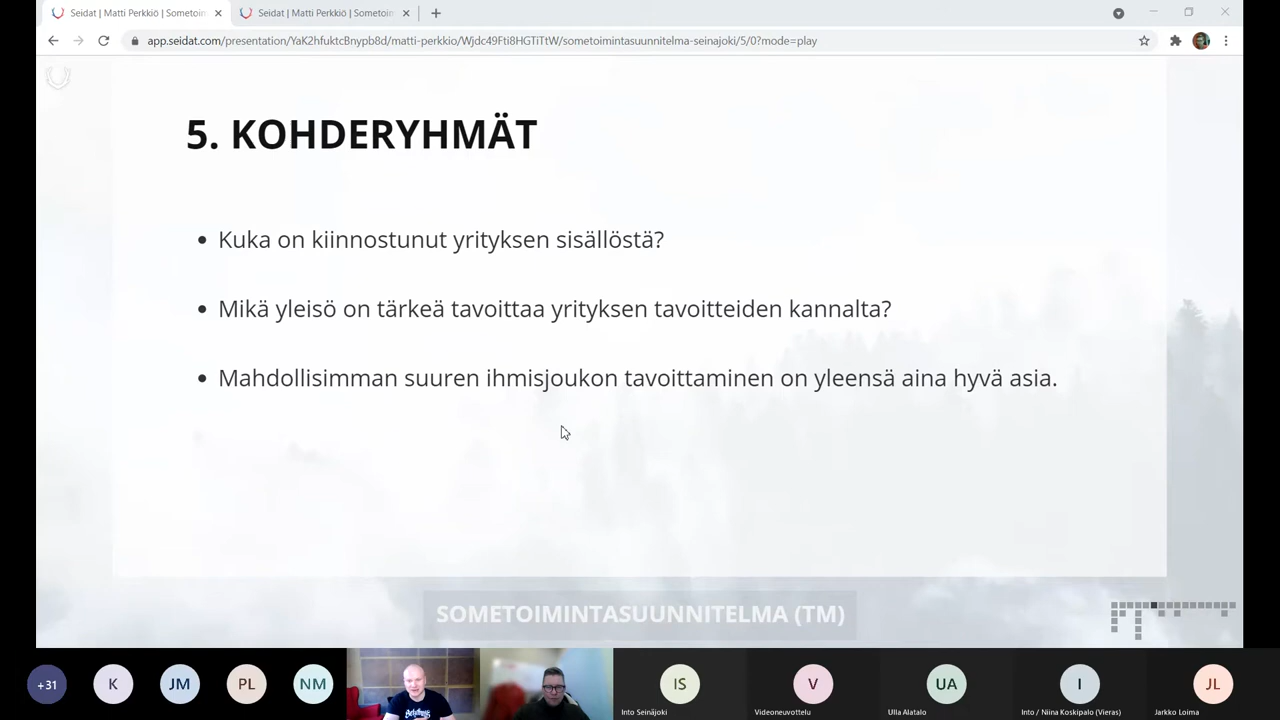 Seidat | Matti Perkkiö | Sometoin
Seidat | Matti Perkkiö | Sometoin
app.seidat.com/presentation/YaK2hfuktcBnypb8d/matti-perkkio/Wjdc49Fti8HGTiTtW/sometoimintasuunnitelma-seinajoki/5/0?mode=play
5. KOHDERYHMÄT
• Kuka on kiinnostunut yrityksen sisällöstä?
• Mikä yleisö on tärkeä tavoittaa yrityksen tavoitteiden kannalta?
• Mahdollisimman suuren ihmisjoukon tavoittaminen on yleensä aina hyvä asia.
SOMETOIMINTASUUNNITELMA (TM)
+31 K JM PL NM IS V UA I JL
Into Seinäjoki Videoneuvottelu Ulla Alatalo Into / Niina Koskipalo (Vieras) Jarkko Loima